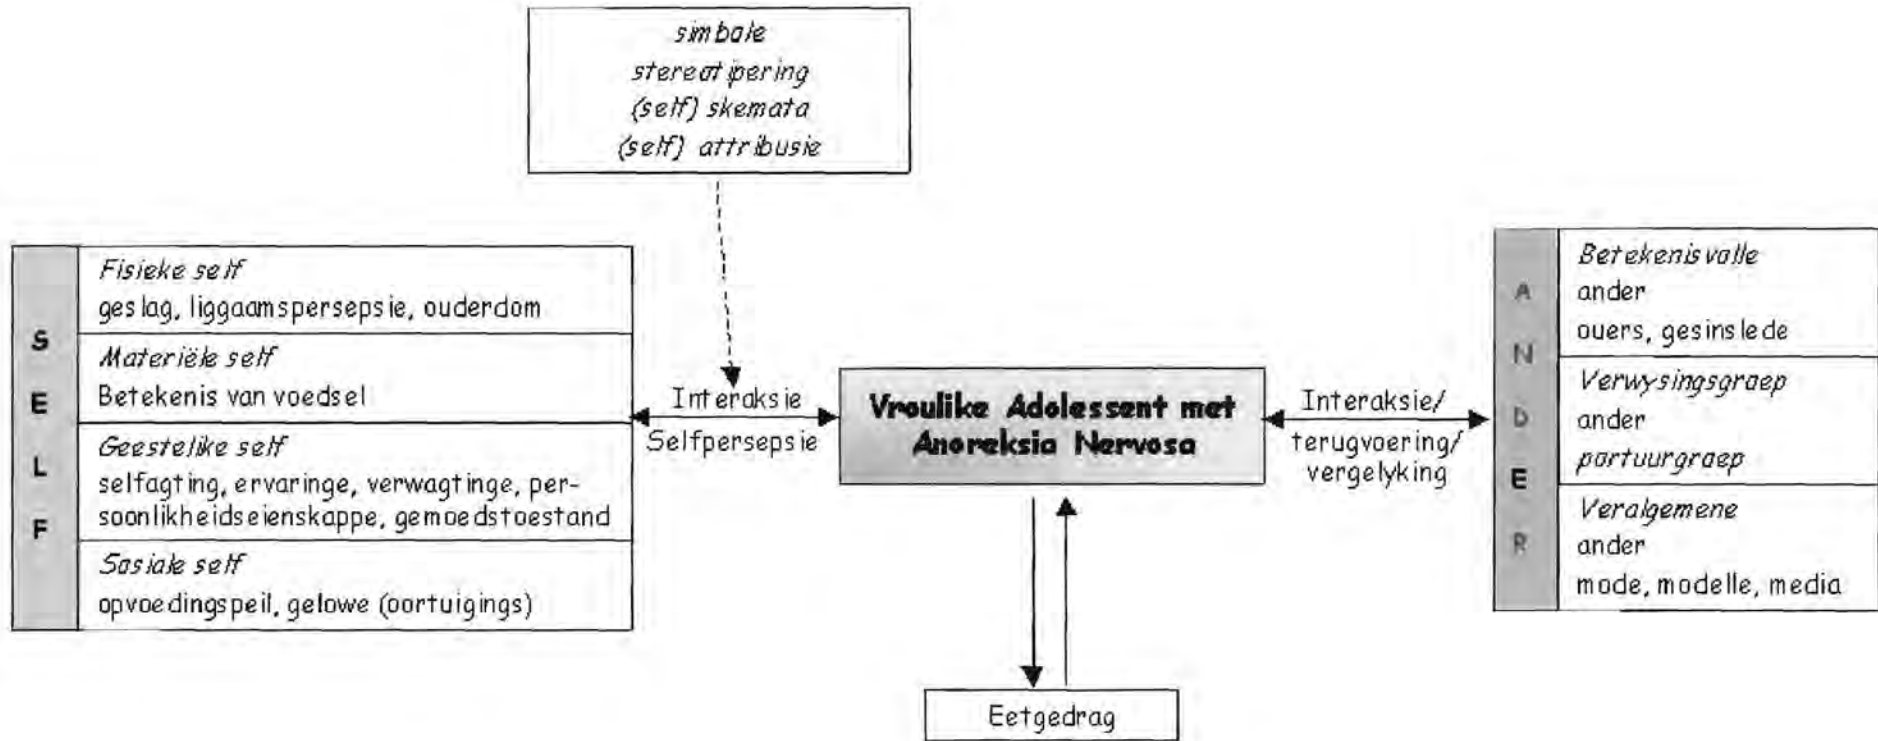 simbole
stereotipering
(self) skemata
(self) attribusie
SELF
Fisieke self
geslag, liggaamspersepsie, ouderdom
Materiële self
Betekenis van voedsel
Geestelike self
selfagting, ervaringe, verwagtinge, per-
soonlikheidseienskappe, gemoedstoestand
Sosiale self
opvoedingspeil, gelowe (oortuigings)
Interaksie
Selfpersepsie
Vroulike Adolessent met
Anoreksia Nervosa
Interaksie/
terugvoering/
vergelyking
ANDER
Betekenisvolle
ander
ouers, gesinslede
Verwysingsgroep
ander
portuurgroep
Veralgemene
ander
mode, modelle, media
Eetgedrag